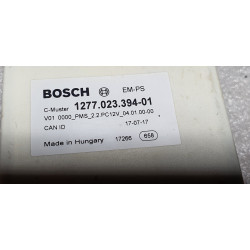 BOSCH EM-PS
C-Muster 1277.023.394-01
V01 0000_PMS_2.2.PC12V_04.01.00-00
CAN ID 17-07-17
Made in Hungary 17266 658